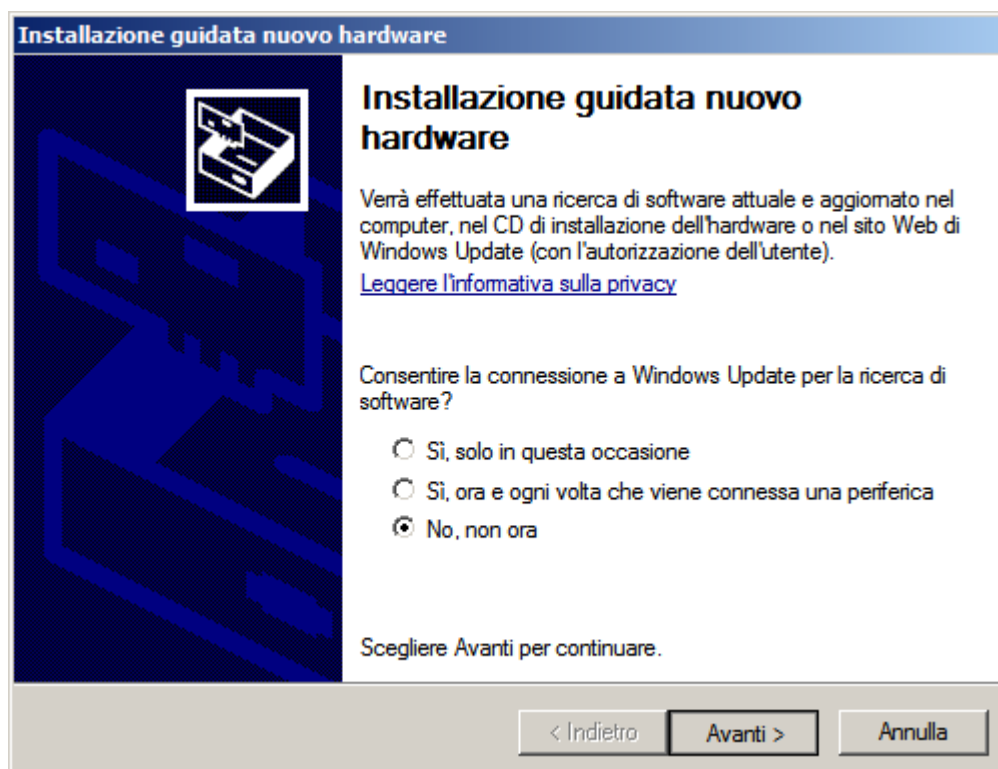 Installazione guidata nuovo hardware
Installazione guidata nuovo
hardware
Verrà effettuata una ricerca di software attuale e aggiornato nel
computer, nel CD di installazione dell'hardware o nel sito Web di
Windows Update (con l'autorizzazione dell'utente).
Leggere l'informativa sulla privacy
Consentire la connessione a Windows Update per la ricerca di
software?
Sì, solo in questa occasione
Sì, ora e ogni volta che viene connessa una periferica
No, non ora
Scegliere Avanti per continuare.
< Indietro
Avanti >
Annulla